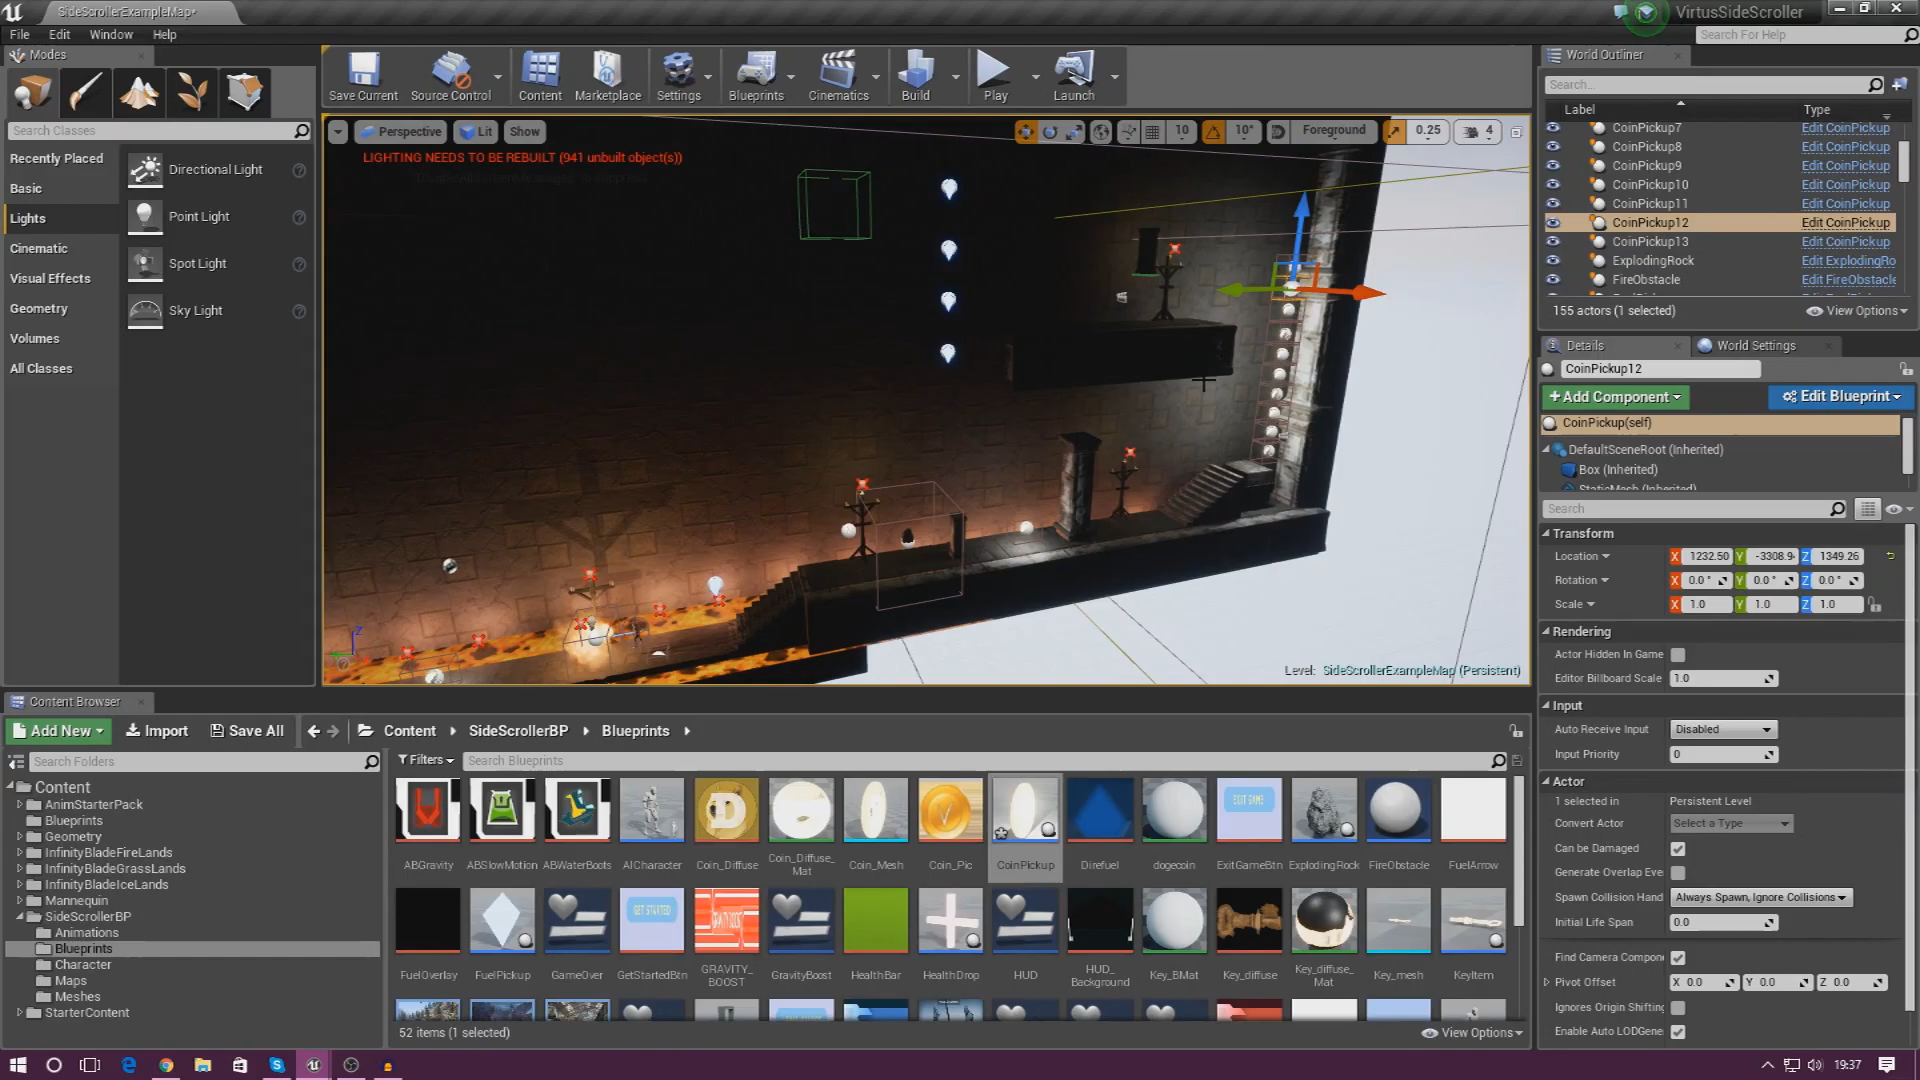 SideScrollerExampleMap*
VirtusSideScroller
File Edit Window Help
Search For Help
Modes
Search Classes
Recently Placed
Basic
Lights
Cinematic
Visual Effects
Geometry
Volumes
All Classes
Directional Light
Point Light
Spot Light
Sky Light
Save Current Source Control Content Marketplace Settings Blueprints Cinematics Build Play Launch
Perspective Lit Show
10 10° Foreground 0.25 4
LIGHTING NEEDS TO BE REBUILT (941 unbuilt object(s))
Level: SideScrollerExampleMap (Persistent)
World Outliner
Search...
Label Type
CoinPickup7 Edit CoinPickup
CoinPickup8 Edit CoinPickup
CoinPickup9 Edit CoinPickup
CoinPickup10 Edit CoinPickup
CoinPickup11 Edit CoinPickup
CoinPickup12 Edit CoinPickup
CoinPickup13 Edit CoinPickup
ExplodingRock Edit ExplodingRo
FireObstacle Edit FireObstacle
155 actors (1 selected) View Options
Details World Settings
CoinPickup12
+Add Component Edit Blueprint
CoinPickup(self)
DefaultSceneRoot (Inherited)
Box (Inherited)
StaticMesh (Inherited)
Search
Transform
Location X 1232.50 Y -3308.9 Z 1349.26
Rotation X 0.0 ° Y 0.0 ° Z 0.0 °
Scale X 1.0 Y 1.0 Z 1.0
Rendering
Actor Hidden In Game
Editor Billboard Scale 1.0
Input
Auto Receive Input Disabled
Input Priority 0
Actor
1 selected in Persistent Level
Convert Actor Select a Type
Can be Damaged
Generate Overlap Eve
Spawn Collision Hand Always Spawn, Ignore Collisions
Initial Life Span 0.0
Find Camera Compone
Pivot Offset X 0.0 Y 0.0 Z 0.0
Ignores Origin Shifting
Enable Auto LODGene
Content Browser
Add New Import Save All Content SideScrollerBP Blueprints
Search Folders
Filters Search Blueprints
Content
AnimStarterPack
Blueprints
Geometry
InfinityBladeFireLands
InfinityBladeGrassLands
InfinityBladeIceLands
Mannequin
SideScrollerBP
Animations
Blueprints
Character
Maps
Meshes
StarterContent
EXIT GAME
ABGravity ABSlowMotion ABWaterBoots AICharacter Coin_Diffuse Coin_Diffuse_Mat Coin_Mesh Coin_Pic CoinPickup Direfuel dogecoin ExitGameBtn ExplodingRock FireObstacle FuelArrow
GET STARTED GRAVITY BOOST
FuelOverlay FuelPickup GameOver GetStartedBtn GRAVITY_BOOST GravityBoost HealthBar HealthDrop HUD HUD_Background Key_BMat Key_diffuse Key_diffuse_Mat Key_mesh KeyItem
52 items (1 selected) View Options
19:37